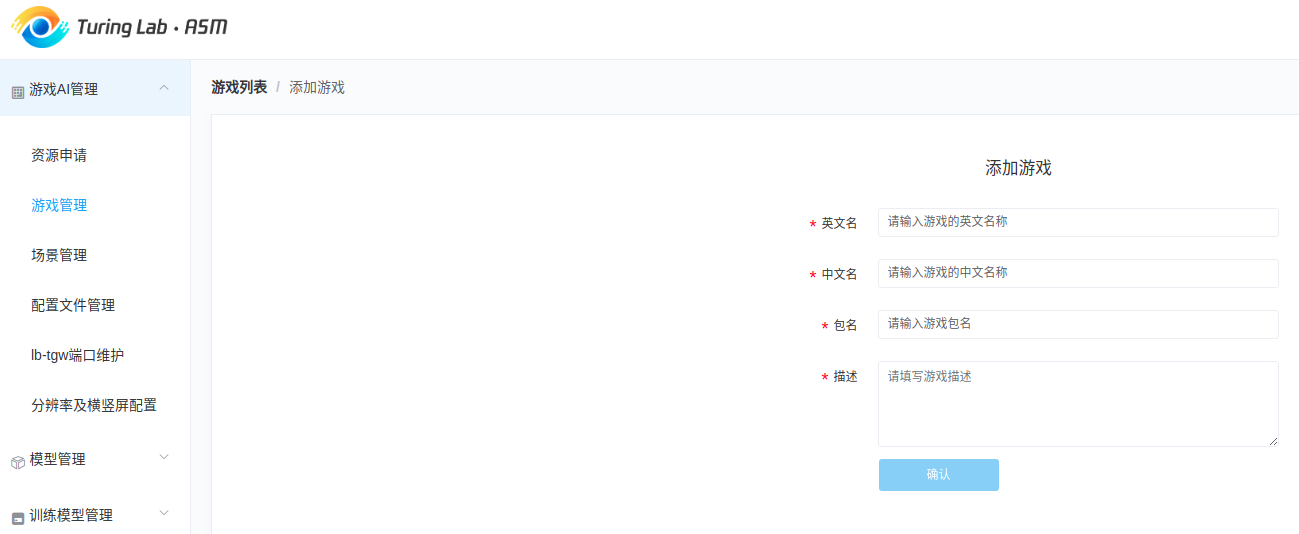 Turing Lab · ASM
游戏AI管理
资源申请
游戏管理
场景管理
配置文件管理
lb-tgw端口维护
分辨率及横竖屏配置
模型管理
训练模型管理
游戏列表 / 添加游戏
添加游戏
* 英文名 请输入游戏的英文名称
* 中文名 请输入游戏的中文名称
* 包名 请输入游戏包名
* 描述 请填写游戏描述
确认